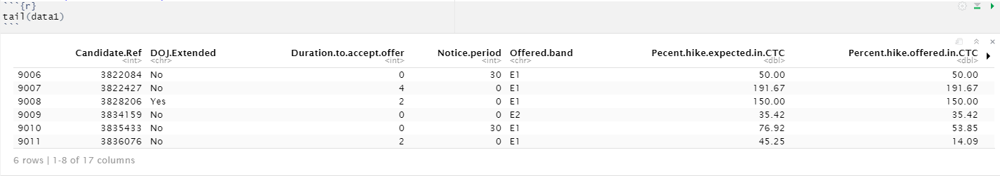 ```{r}
tail(data1)
```
Candidate.Ref DOJ.Extended Duration.to.accept.offer Notice.period Offered.band Pecent.hike.expected.in.CTC Percent.hike.offered.in.CTC
<int> <chr> <int> <int> <chr> <dbl> <dbl>
9006 3822084 No 0 30 E1 50.00 50.00
9007 3822427 No 4 0 E1 191.67 191.67
9008 3828206 Yes 2 0 E1 150.00 150.00
9009 3834159 No 0 0 E2 35.42 35.42
9010 3835433 No 0 30 E1 76.92 53.85
9011 3836076 No 2 0 E1 45.25 14.09
6 rows | 1-8 of 17 columns